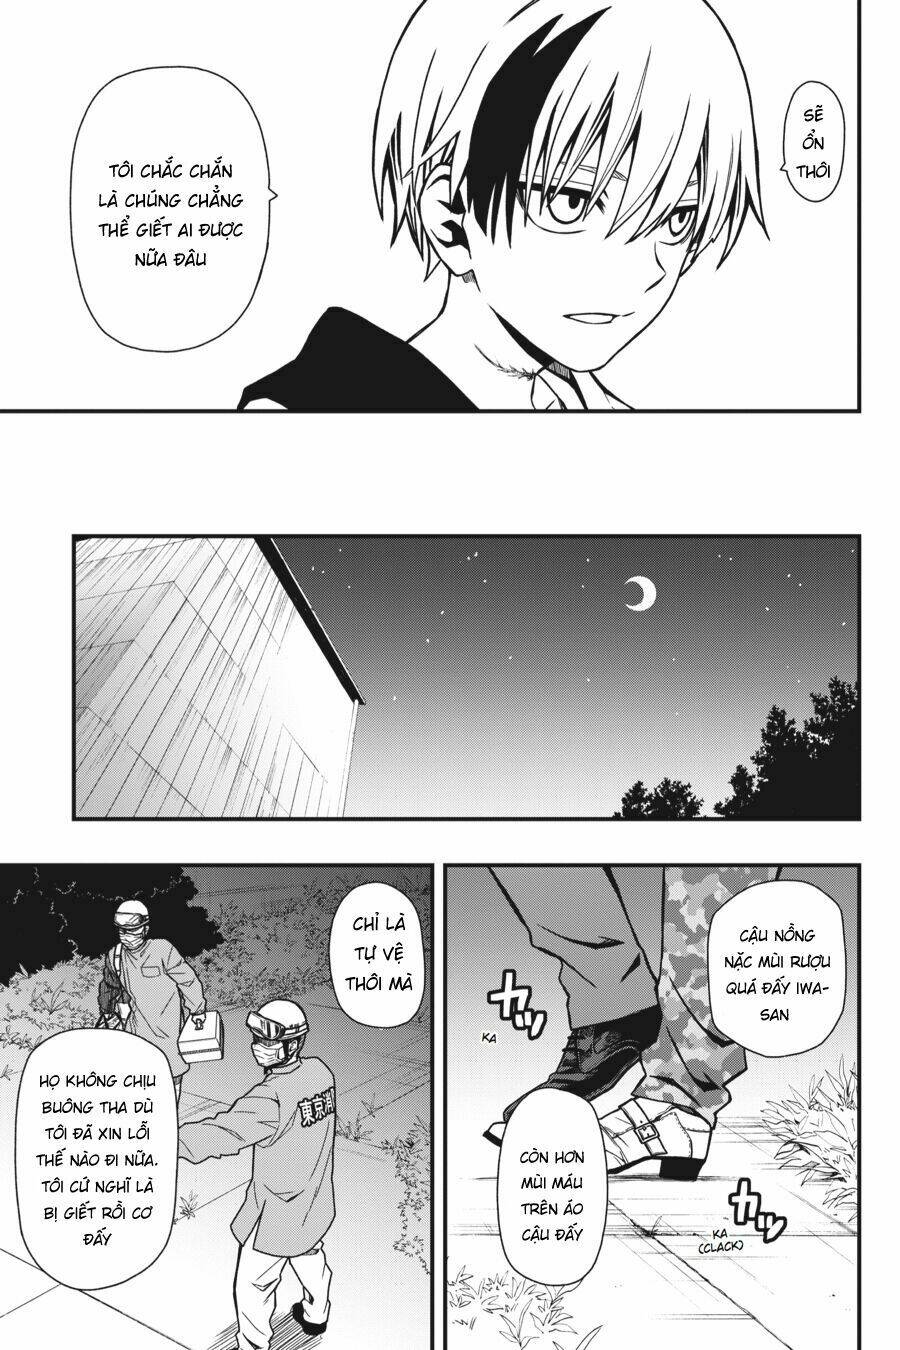 SẼ
ỔN
THÔI
TÔI CHẮC CHẮN
LÀ CHÚNG CHẲNG
THỂ GIẾT AI ĐƯỢC
NỮA ĐÂU
CẬU NỒNG
NẶC MÙI RƯỢU
QUÁ ĐẤY IWA-
SAN
カッ
KA
CÒN HƠN
MÙI MÁU
TRÊN ÁO
CẬU ĐẤY
カッ
KA
(CLACK)
CHỈ LÀ
TỰ VỆ
THÔI MÀ
東京消
HỌ KHÔNG CHỊU
BUÔNG THA DÙ
TÔI ĐÃ XIN LỖI
THẾ NÀO ĐI NỮA.
TÔI CỨ NGHĨ LÀ
BỊ GIẾT RỒI CƠ
ĐẤY